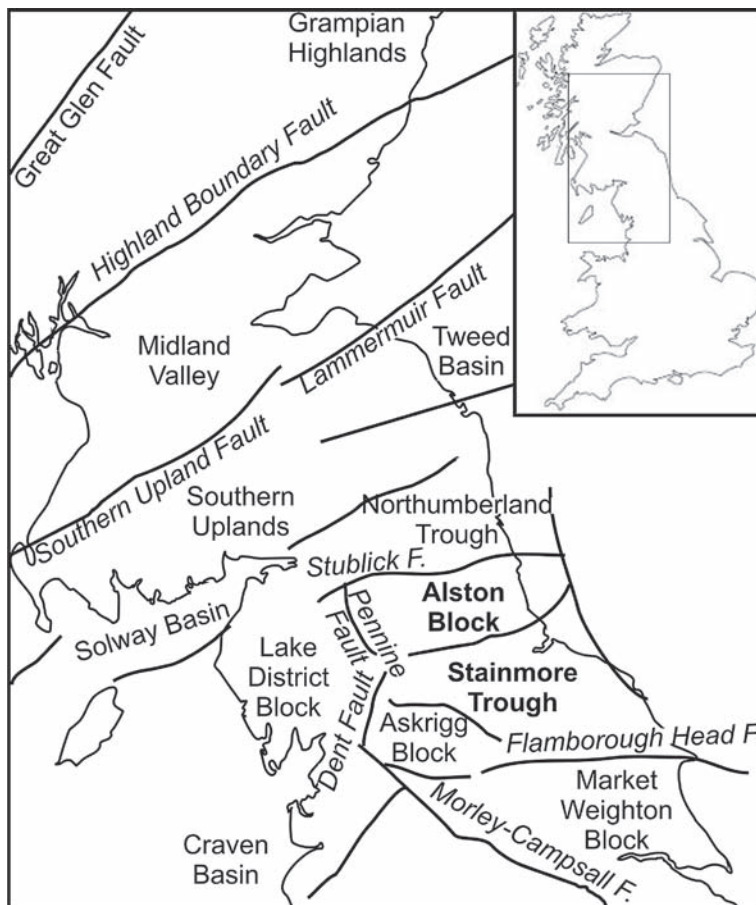 Grampian
Highlands
Great Glen Fault
Highland Boundary Fault
Midland
Valley
Lammermuir Fault
Tweed
Basin
Southern Upland Fault
Southern
Uplands
Northumberland
Trough
Stublick F.
Alston
Block
Pennine
Fault
Solway Basin
Lake
District
Block
Stainmore
Trough
Dent Fault
Askrigg
Block
Flamborough Head F
Market
Weighton
Block
Morley-Campsall F.
Craven
Basin